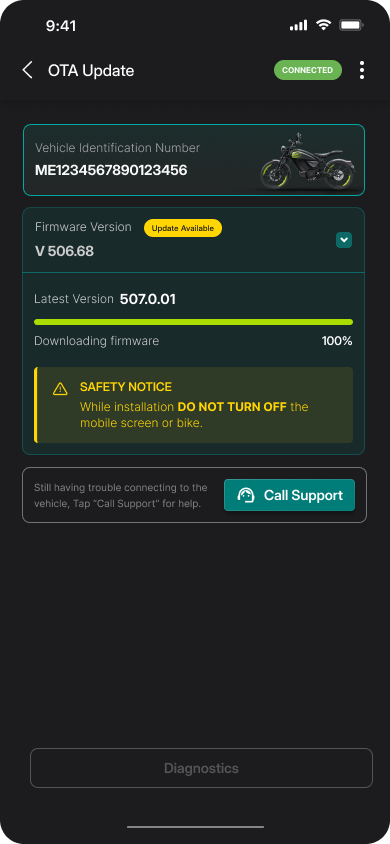 9:41
OTA Update
CONNECTED
Vehicle Identification Number
ME1234567890123456
Firmware Version
Update Available
V 506.68
Latest Version 507.0.01
Downloading firmware
100%
SAFETY NOTICE
While installation DO NOT TURN OFF the
mobile screen or bike.
Still having trouble connecting to the
vehicle, Tap “Call Support” for help.
Call Support
Diagnostics